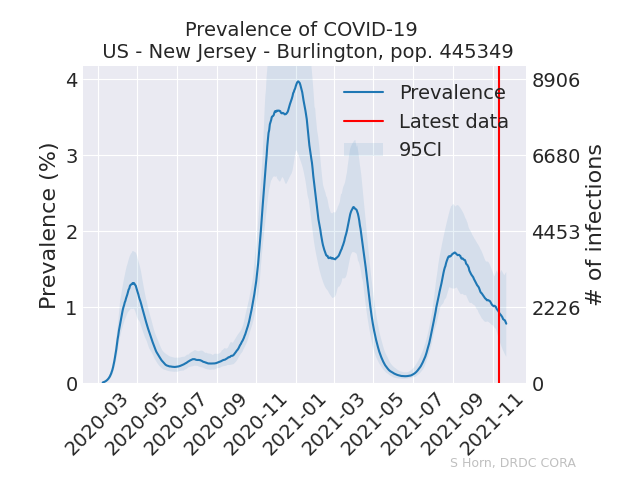 Prevalence of COVID-19
US - New Jersey - Burlington, pop. 445349
Prevalence (%)
4
3
2
1
0
Prevalence
Latest data
95CI
8906
6680
4453
2226
0
# of infections
2020-03
2020-05
2020-07
2020-09
2020-11
2021-01
2021-03
2021-05
2021-07
2021-09
2021-11
S Horn, DRDC CORA